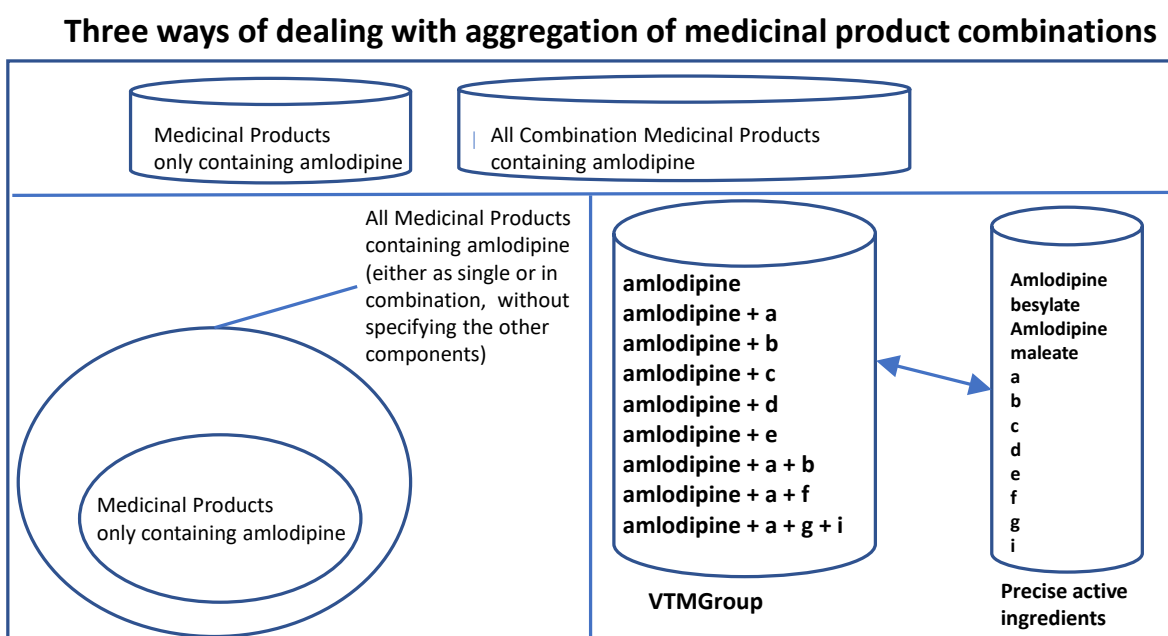 Three ways of dealing with aggregation of medicinal product combinations
Medicinal Products
only containing amlodipine
All Combination Medicinal Products
containing amlodipine
All Medicinal Products
containing amlodipine
(either as single or in
combination, without
specifying the other
components)
Medicinal Products
only containing amlodipine
amlodipine
amlodipine + a
amlodipine + b
amlodipine + c
amlodipine + d
amlodipine + e
amlodipine + a + b
amlodipine + a + f
amlodipine + a + g + i
VTMGroup
Amlodipine
besylate
Amlodipine
maleate
a
b
c
d
e
f
g
i
Precise active
ingredients